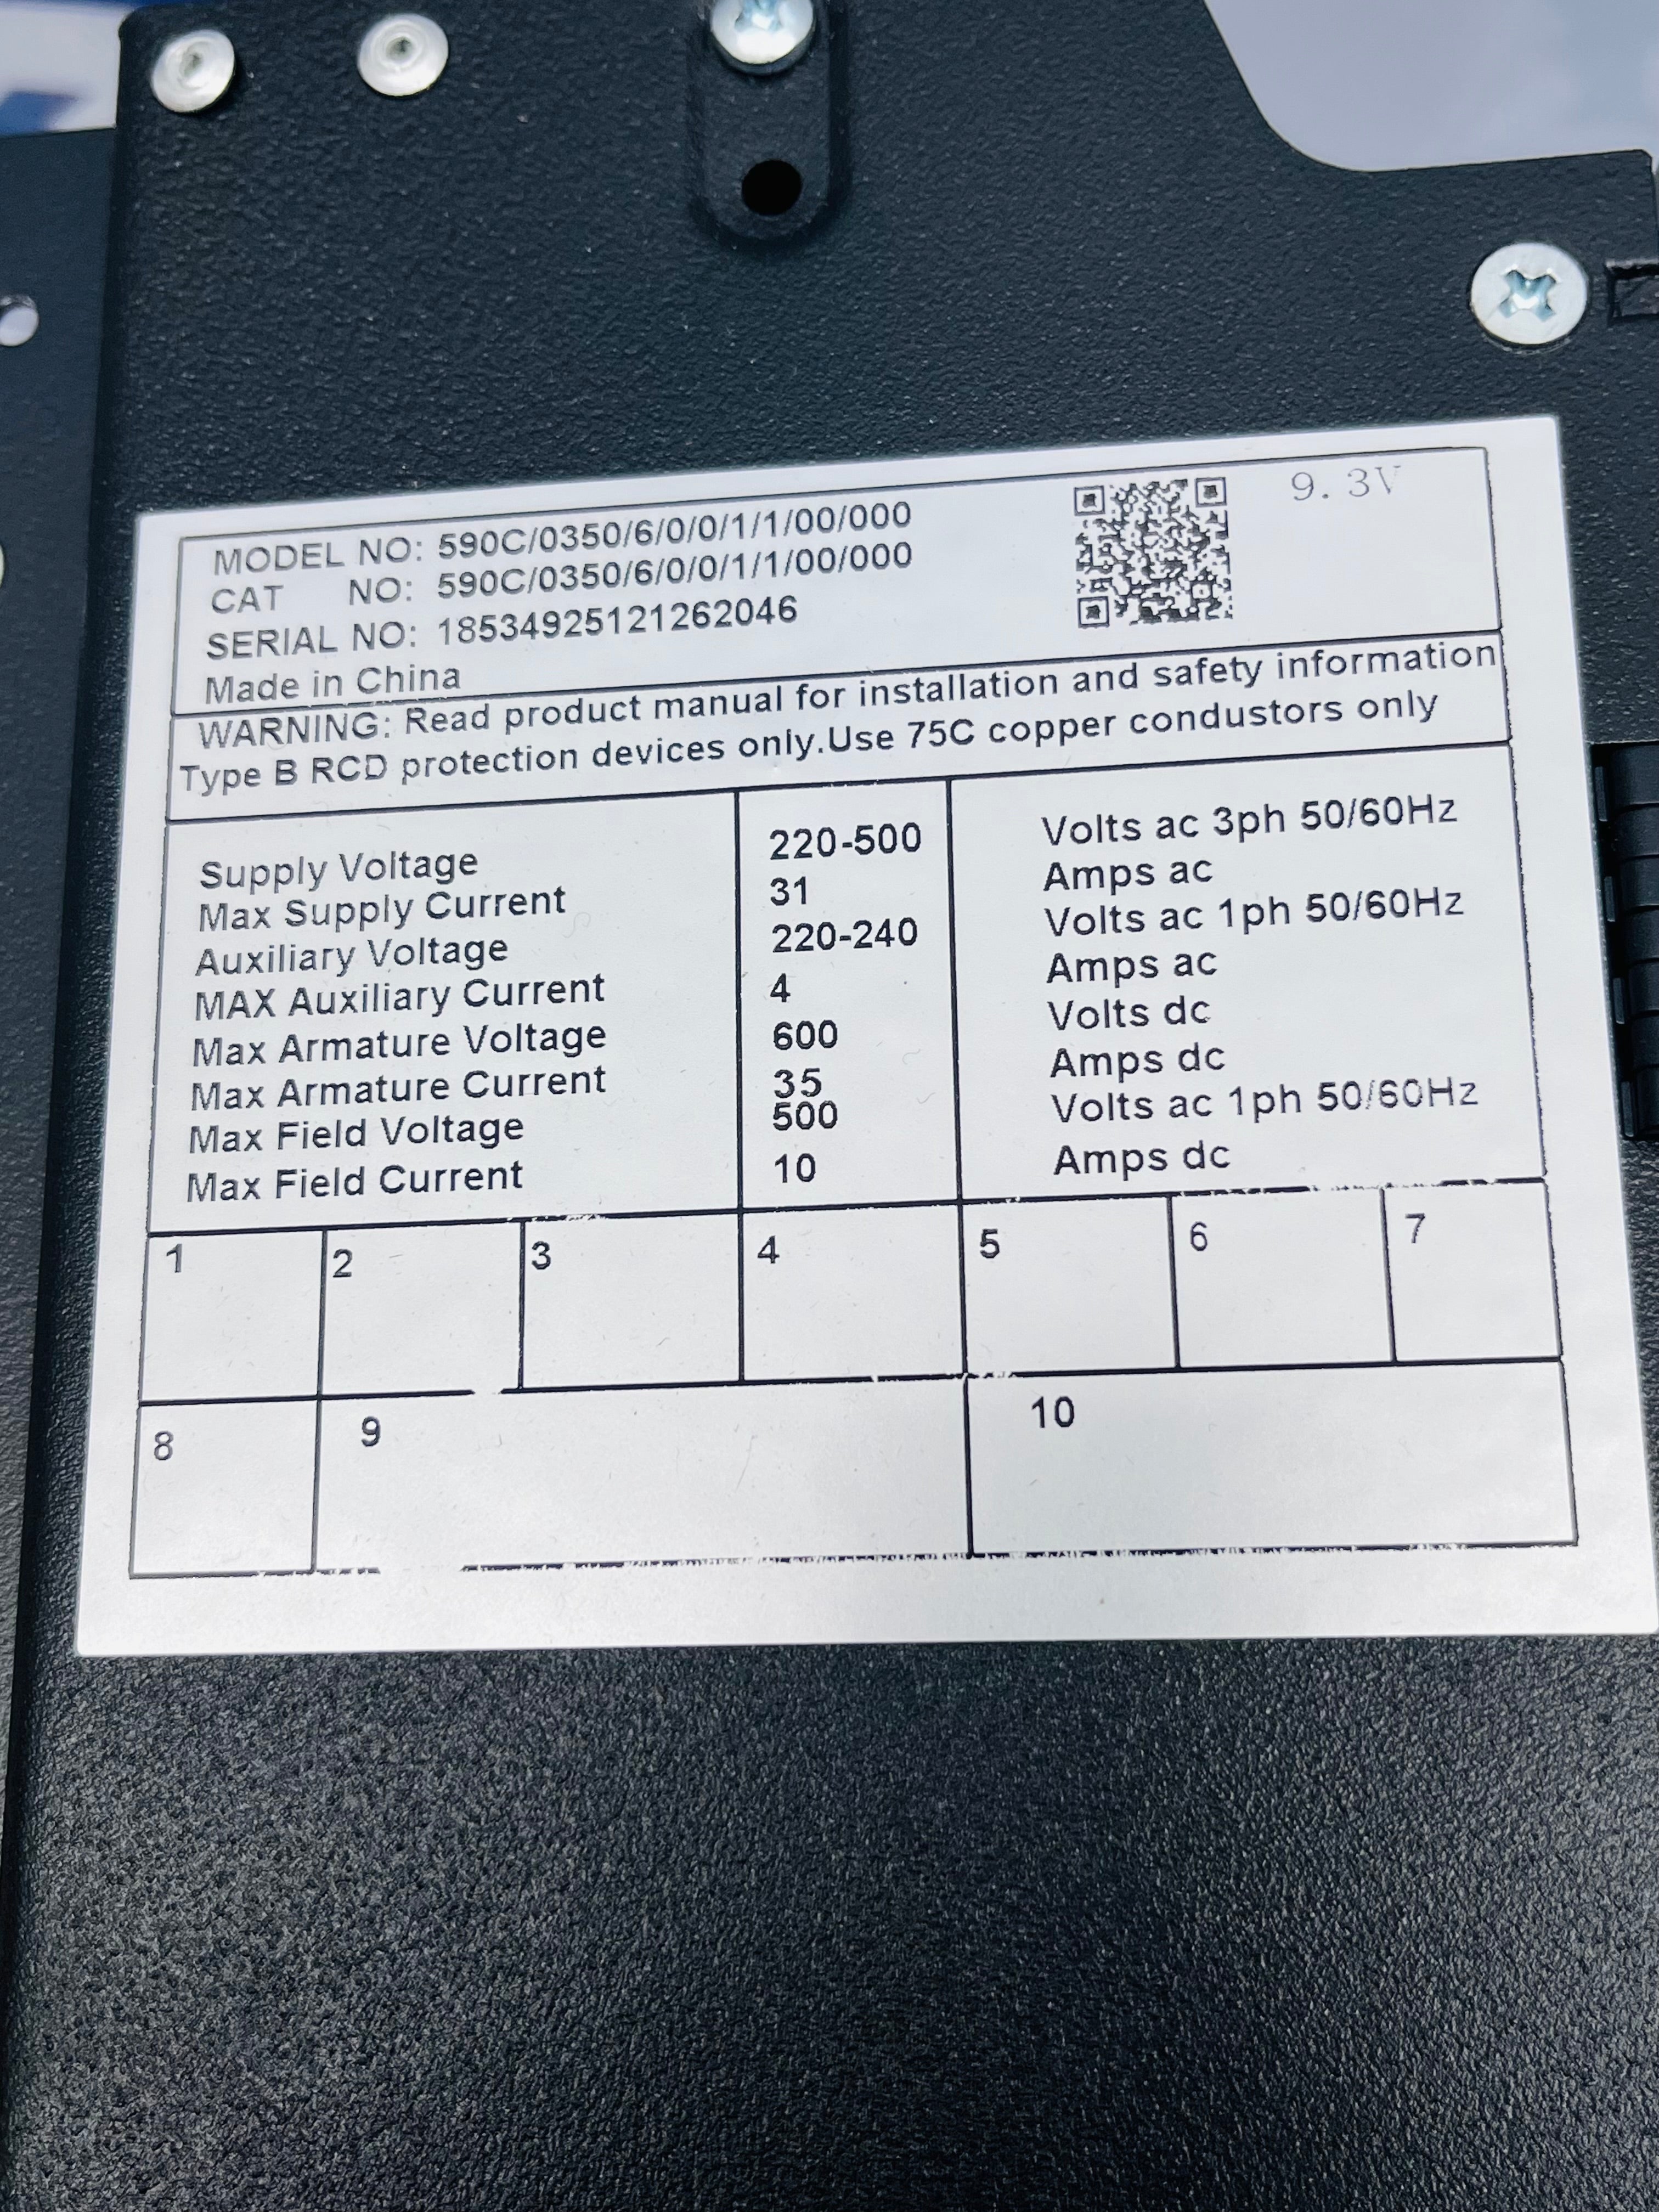 9.3V
MODEL NO: 590C/0350/6/0/0/1/1/00/000
CAT NO: 590C/0350/6/0/0/1/1/00/000
SERIAL NO: 18534925121262046
Made in China
WARNING: Read product manual for installation and safety information
Type B RCD protection devices only.Use 75C copper condustors only
Supply Voltage 220-500 Volts ac 3ph 50/60Hz
Max Supply Current 31 Amps ac
Auxiliary Voltage 220-240 Volts ac 1ph 50/60Hz
MAX Auxiliary Current 4 Amps ac
Max Armature Voltage 600 Volts dc
Max Armature Current 35 Amps dc
Max Field Voltage 500 Volts ac 1ph 50/60Hz
Max Field Current 10 Amps dc
1 2 3 4 5 6 7
8 9 10